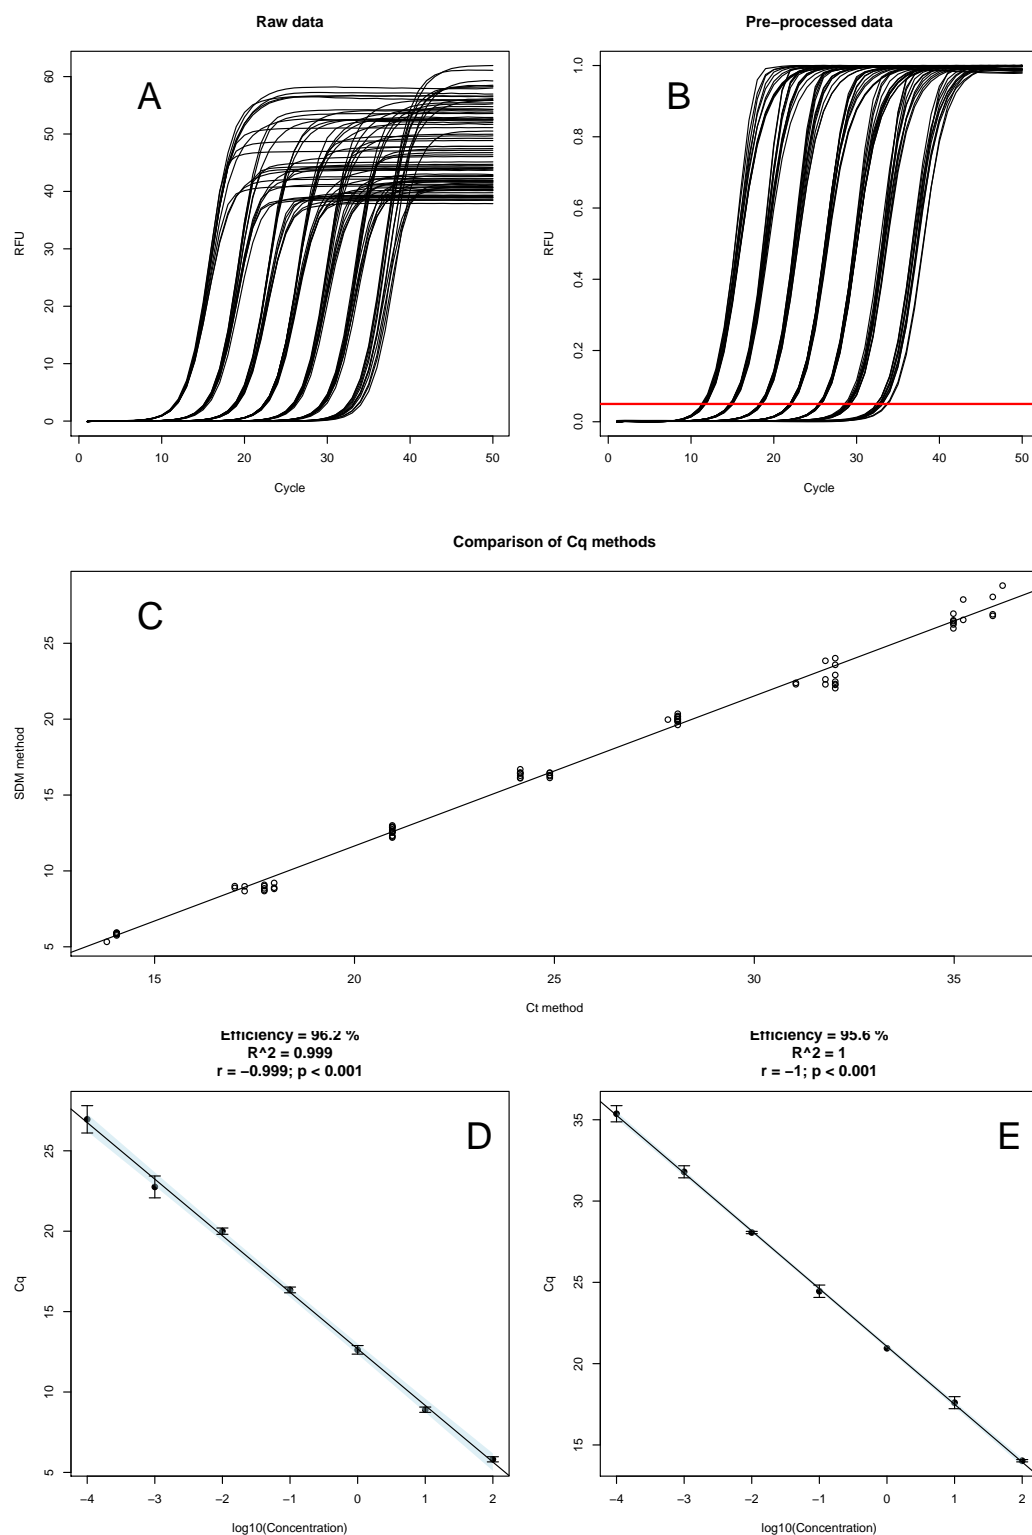 Raw data
A
RFU
0
10
20
30
40
50
60
0 10 20 30 40 50
Cycle
Pre−processed data
B
RFU
0.0
0.2
0.4
0.6
0.8
1.0
0 10 20 30 40 50
Cycle
Comparison of Cq methods
C
SDM method
5
10
15
20
25
15 20 25 30 35
Ct method
Efficiency = 96.2 %
R^2 = 0.999
r = −0.999; p < 0.001
D
Cq
5
10
15
20
25
−4 −3 −2 −1 0 1 2
log10(Concentration)
Efficiency = 95.6 %
R^2 = 1
r = −1; p < 0.001
E
Cq
15
20
25
30
35
−4 −3 −2 −1 0 1 2
log10(Concentration)